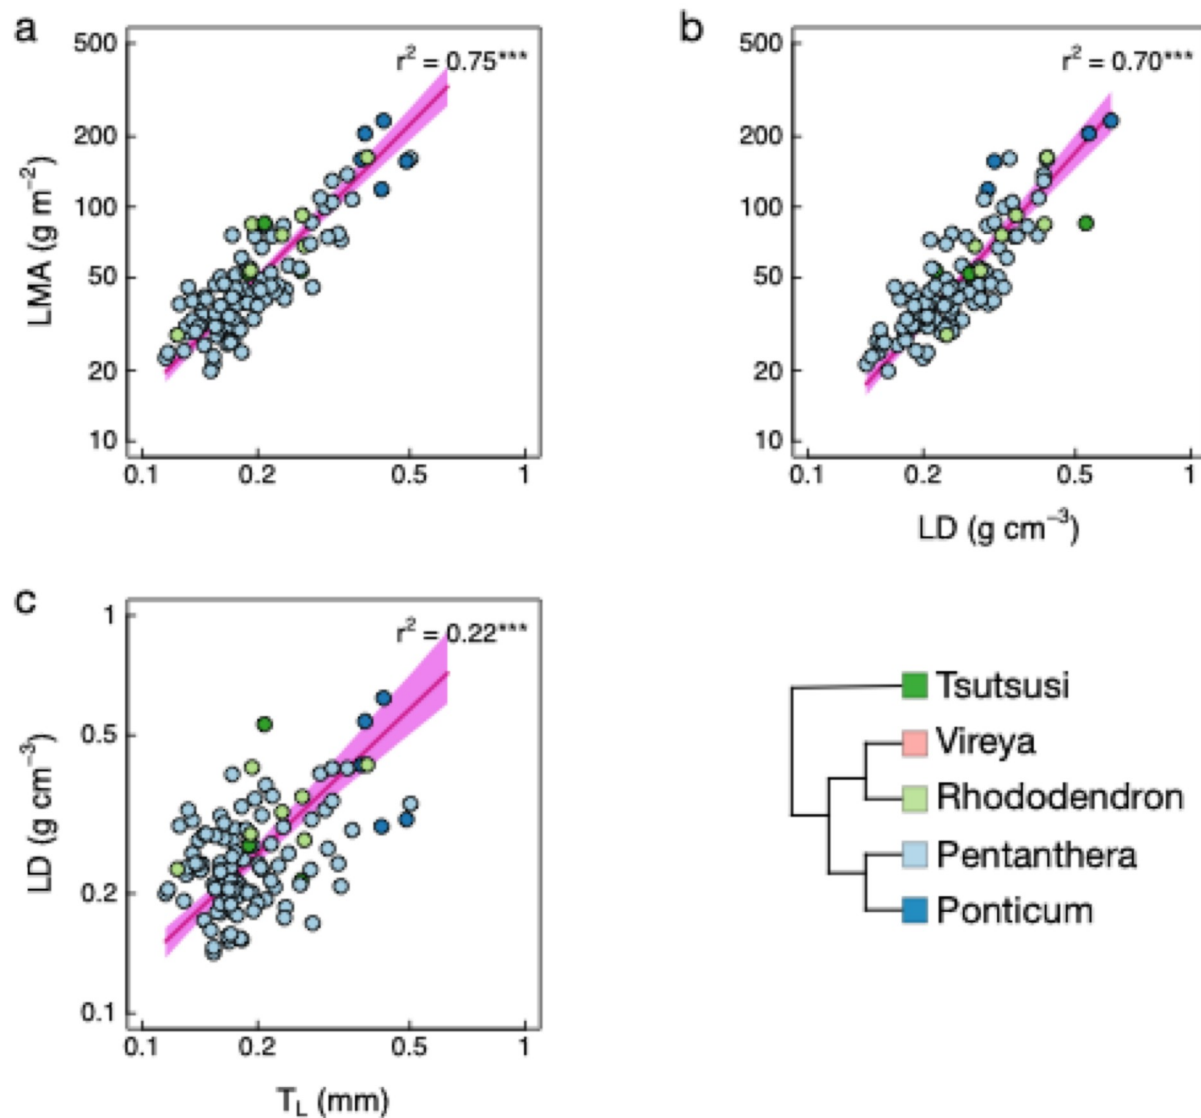 a
r² = 0.75***
LMA (g m⁻²)
500
200
100
50
20
10
0.1 0.2 0.5 1
b
r² = 0.70***
500
200
100
50
20
10
0.1 0.2 0.5 1
LD (g cm⁻³)
c
r² = 0.22***
LD (g cm⁻³)
1
0.5
0.2
0.1
0.1 0.2 0.5 1
T_L (mm)
Tsutsusi
Vireya
Rhododendron
Pentanthera
Ponticum